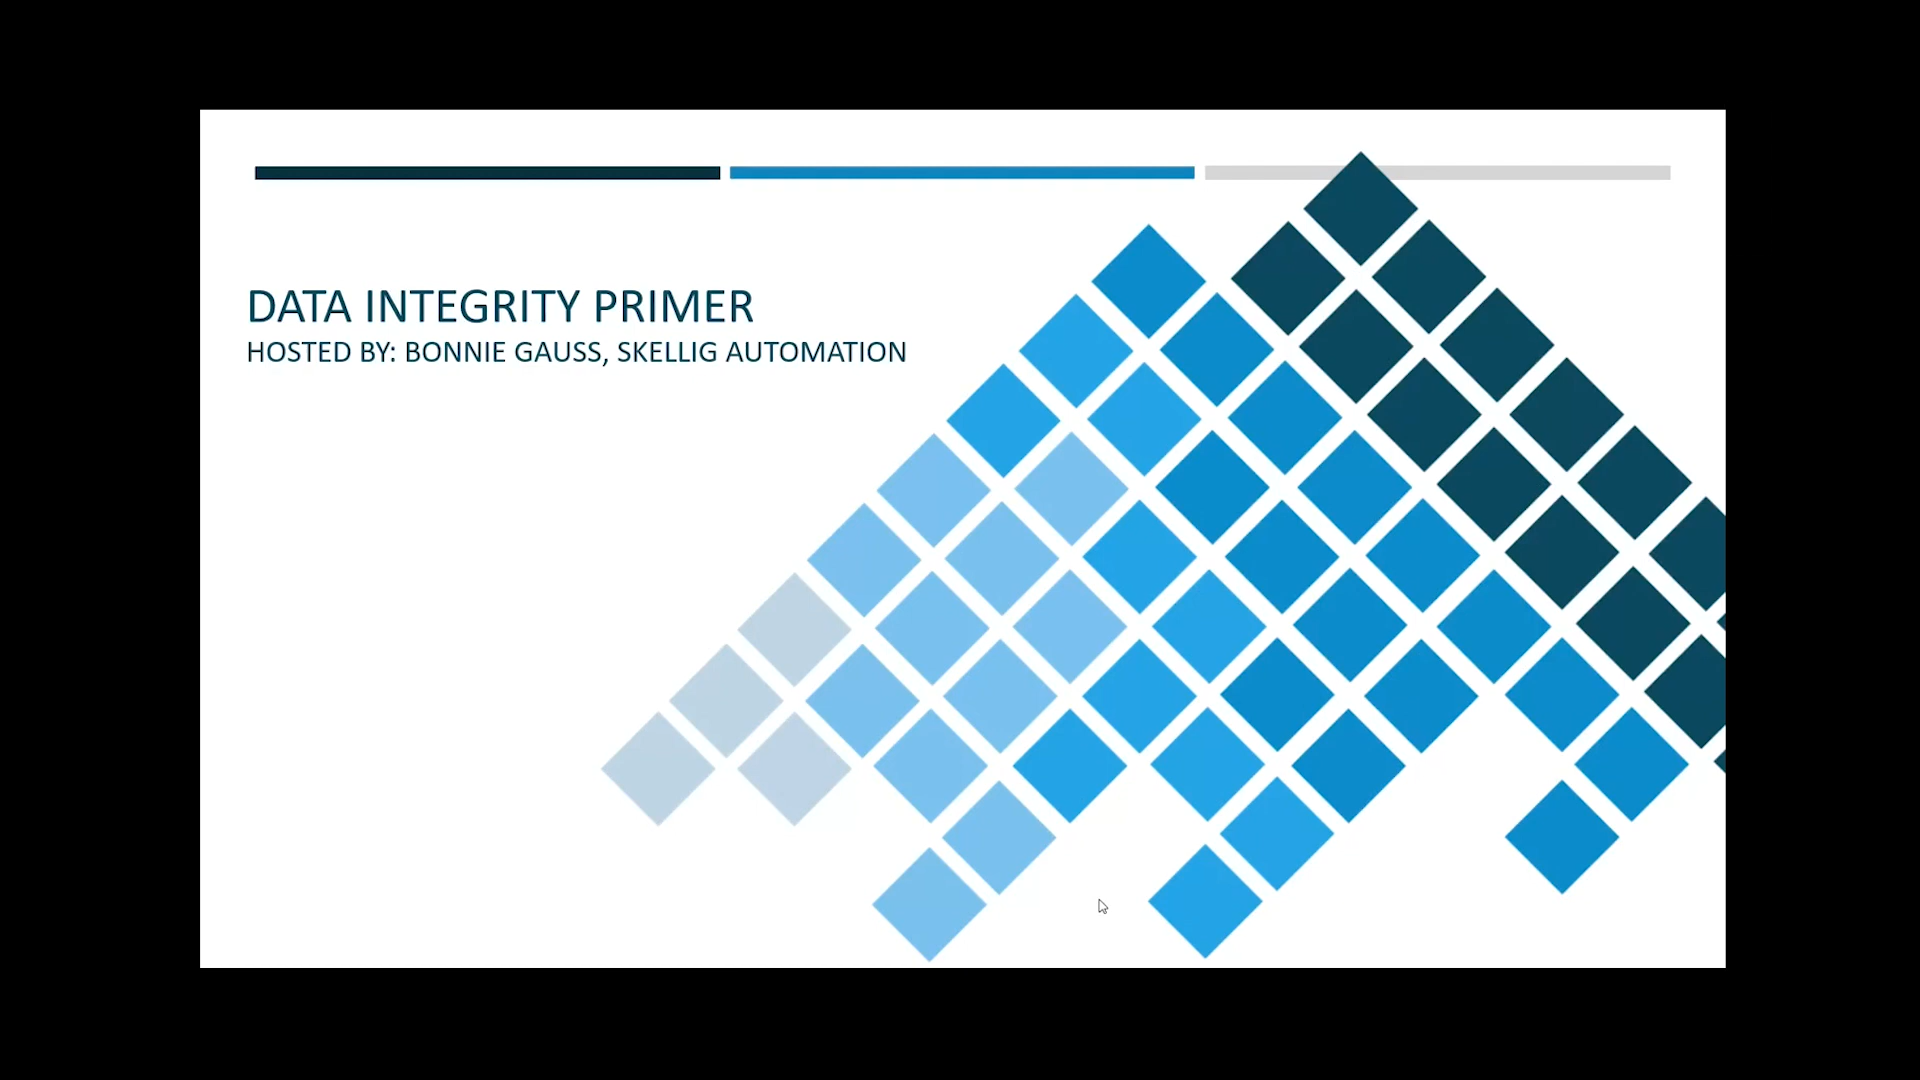 DATA INTEGRITY PRIMER
HOSTED BY: BONNIE GAUSS, SKELLIG AUTOMATION